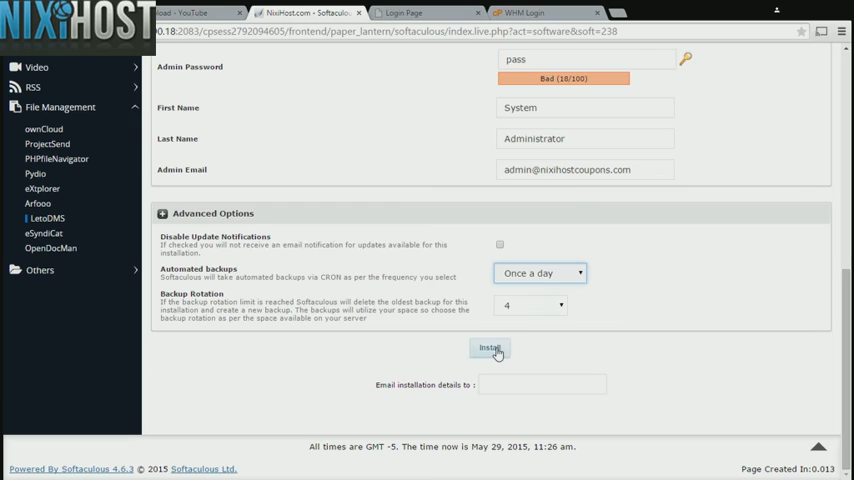 NIXIHOST
load - YouTube
NixiHost.com - Softaculous
Login Page
WHM Login
00.18:2083/cpsess2792094605/frontend/paper_lantern/softaculous/index.live.php?act=software&soft=238
Video
RSS
File Management
ownCloud
ProjectSend
PHPfileNavigator
Pydio
eXtplorer
Arfooo
LetoDMS
eSyndiCat
OpenDocMan
Others
Admin Password
pass
Bad (18/100)
First Name
System
Last Name
Administrator
Admin Email
admin@nixihostcoupons.com
Advanced Options
Disable Update Notifications
If checked you will not receive an email notification for updates available for this
installation.
Automated backups
Softaculous will take automated backups via CRON as per the frequency you select
Once a day
Backup Rotation
If the backup rotation limit is reached Softaculous will delete the oldest backup for this
installation and create a new backup. The backups will utilize your space so choose the
backup rotation as per the space available on your server
4
Install
Email installation details to :
All times are GMT -5. The time now is May 29, 2015, 11:26 am.
Powered By Softaculous 4.6.3 © 2015 Softaculous Ltd.
Page Created In:0.013